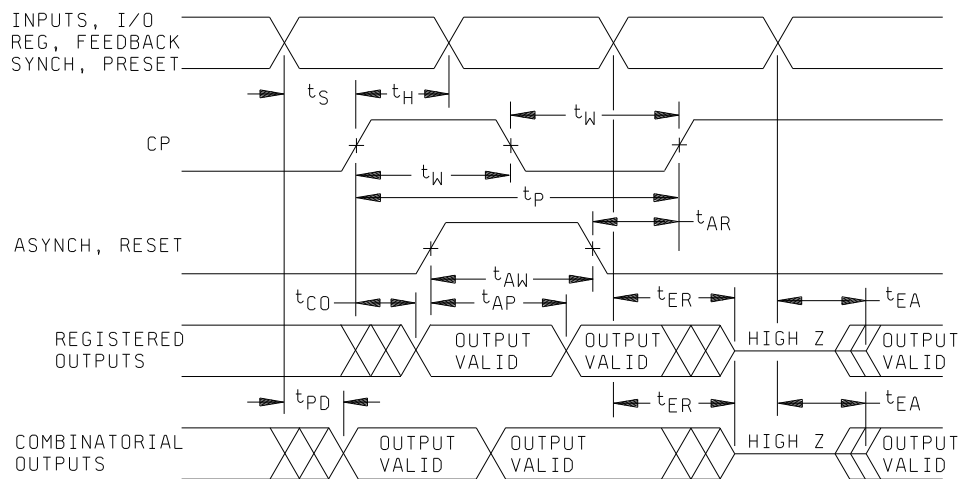 INPUTS, I/O
REG, FEEDBACK
SYNCH, PRESET
tS
tH
tW
CP
tW
tP
tAR
ASYNCH, RESET
tAW
tCO
tAP
tER
tEA
REGISTERED
OUTPUTS
OUTPUT
VALID
OUTPUT
VALID
HIGH Z
OUTPUT
VALID
tPD
tER
tEA
COMBINATORIAL
OUTPUTS
OUTPUT
VALID
OUTPUT
VALID
HIGH Z
OUTPUT
VALID